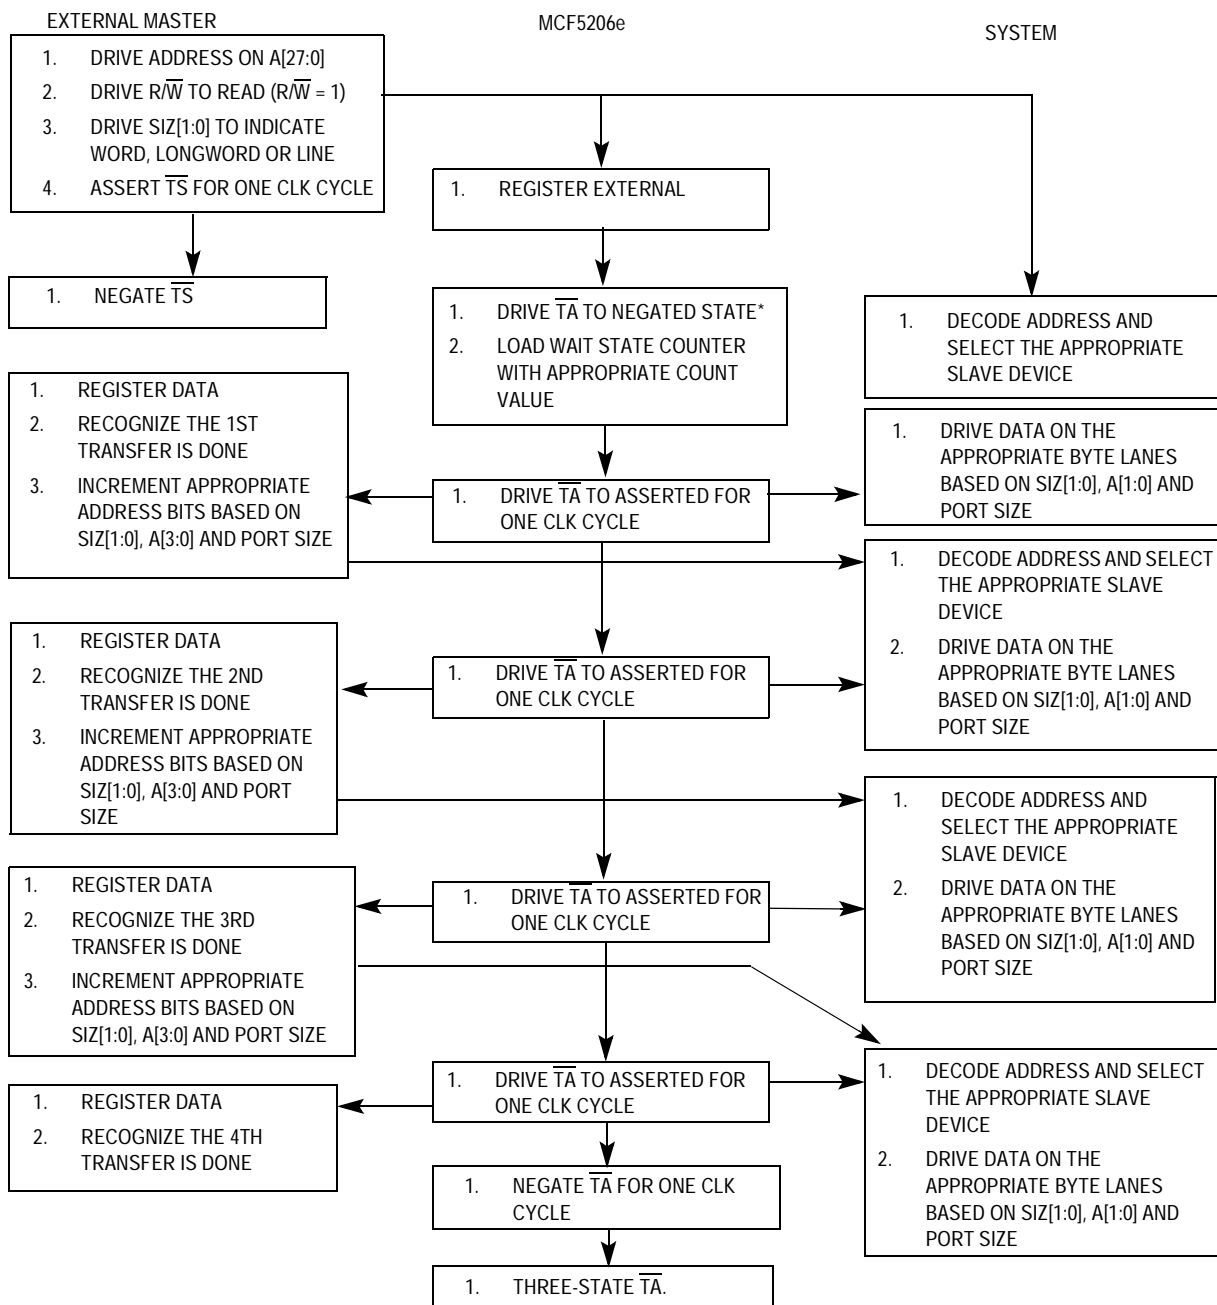 EXTERNAL MASTER
MCF5206e
SYSTEM
1. DRIVE ADDRESS ON A[27:0]
2. DRIVE R/W̅ TO READ (R/W̅ = 1)
3. DRIVE SIZ[1:0] TO INDICATE
WORD, LONGWORD OR LINE
4. ASSERT T̅S̅ FOR ONE CLK CYCLE
1. REGISTER EXTERNAL
1. NEGATE T̅S̅
1. DRIVE T̅A̅ TO NEGATED STATE*
2. LOAD WAIT STATE COUNTER
WITH APPROPRIATE COUNT
VALUE
1. DECODE ADDRESS AND
SELECT THE APPROPRIATE
SLAVE DEVICE
1. REGISTER DATA
2. RECOGNIZE THE 1ST
TRANSFER IS DONE
3. INCREMENT APPROPRIATE
ADDRESS BITS BASED ON
SIZ[1:0], A[3:0] AND PORT SIZE
1. DRIVE T̅A̅ TO ASSERTED FOR
ONE CLK CYCLE
1. DRIVE DATA ON THE
APPROPRIATE BYTE LANES
BASED ON SIZ[1:0], A[1:0] AND
PORT SIZE
1. DECODE ADDRESS AND SELECT
THE APPROPRIATE SLAVE
DEVICE
2. DRIVE DATA ON THE
APPROPRIATE BYTE LANES
BASED ON SIZ[1:0], A[1:0] AND
PORT SIZE
1. REGISTER DATA
2. RECOGNIZE THE 2ND
TRANSFER IS DONE
3. INCREMENT APPROPRIATE
ADDRESS BITS BASED ON
SIZ[1:0], A[3:0] AND PORT
SIZE
1. DRIVE T̅A̅ TO ASSERTED FOR
ONE CLK CYCLE
1. DECODE ADDRESS AND
SELECT THE APPROPRIATE
SLAVE DEVICE
2. DRIVE DATA ON THE
APPROPRIATE BYTE LANES
BASED ON SIZ[1:0], A[1:0] AND
PORT SIZE
1. REGISTER DATA
2. RECOGNIZE THE 3RD
TRANSFER IS DONE
3. INCREMENT APPROPRIATE
ADDRESS BITS BASED ON
SIZ[1:0], A[3:0] AND PORT SIZE
1. DRIVE T̅A̅ TO ASSERTED FOR
ONE CLK CYCLE
1. DECODE ADDRESS AND SELECT
THE APPROPRIATE SLAVE
DEVICE
2. DRIVE DATA ON THE
APPROPRIATE BYTE LANES
BASED ON SIZ[1:0], A[1:0] AND
PORT SIZE
1. REGISTER DATA
2. RECOGNIZE THE 4TH
TRANSFER IS DONE
1. DRIVE T̅A̅ TO ASSERTED FOR
ONE CLK CYCLE
1. NEGATE T̅A̅ FOR ONE CLK
CYCLE
1. THREE-STATE T̅A̅.